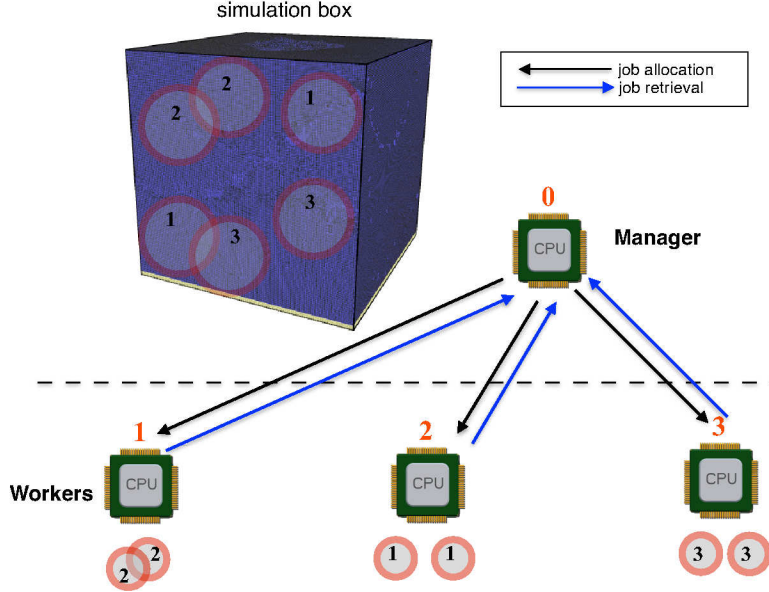 simulation box
job allocation
job retrieval
2
1
2
3
1
3
0
CPU
Manager
1
2
3
CPU
CPU
CPU
Workers
2
2
1
1
3
3